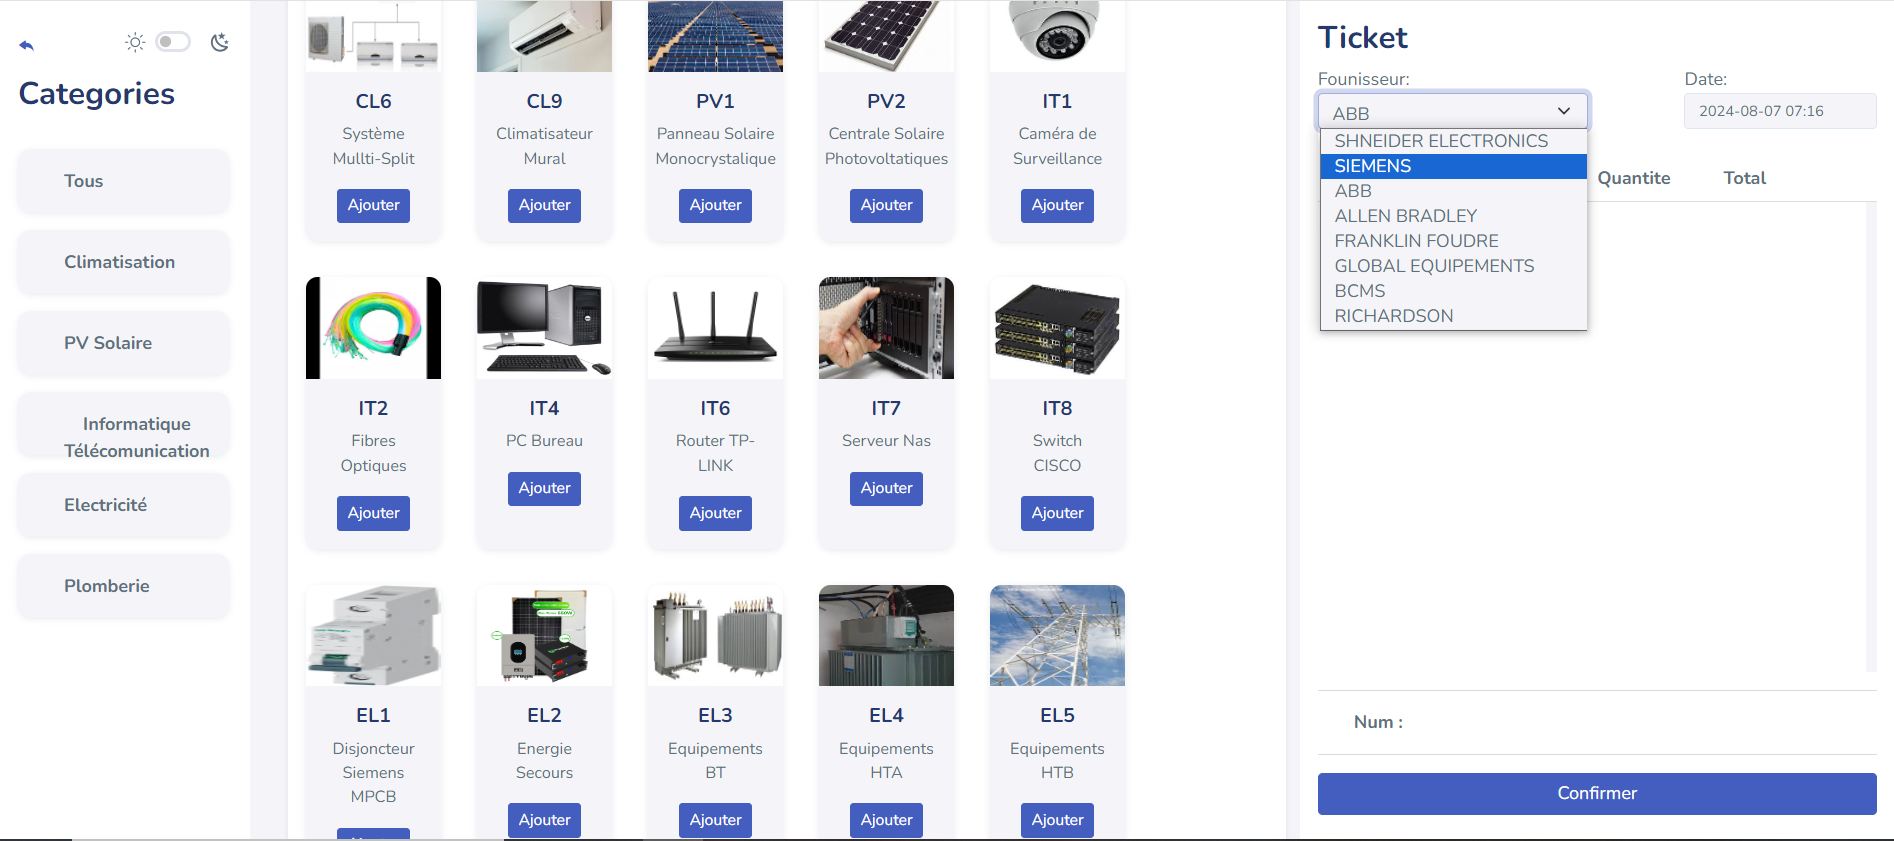 Categories
Tous
Climatisation
PV Solaire
Informatique
Télécomunication
Electricité
Plomberie
CL6
Système
Mullti-Split
Ajouter
CL9
Climatisateur
Mural
Ajouter
PV1
Panneau Solaire
Monocrystalique
Ajouter
PV2
Centrale Solaire
Photovoltatiques
Ajouter
IT1
Caméra de
Surveillance
Ajouter
IT2
Fibres
Optiques
Ajouter
IT4
PC Bureau
Ajouter
IT6
Router TP-
LINK
Ajouter
IT7
Serveur Nas
Ajouter
IT8
Switch
CISCO
Ajouter
EL1
Disjoncteur
Siemens
MPCB
EL2
Energie
Secours
Ajouter
EL3
Equipements
BT
Ajouter
EL4
Equipements
HTA
Ajouter
EL5
Equipements
HTB
Ajouter
Ticket
Founisseur:
Date:
ABB
2024-08-07 07:16
SHNEIDER ELECTRONICS
SIEMENS
ABB
ALLEN BRADLEY
FRANKLIN FOUDRE
GLOBAL EQUIPEMENTS
BCMS
RICHARDSON
Quantite
Total
Num :
Confirmer